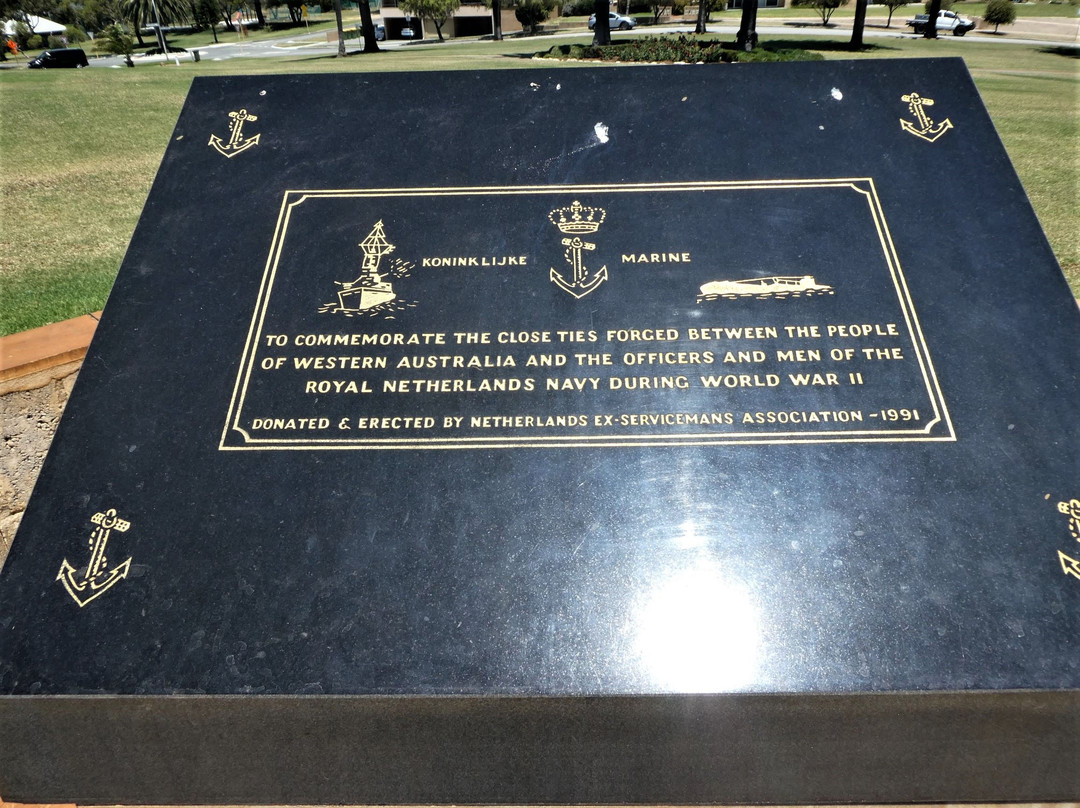 KONINKLIJKE MARINE
TO COMMEMORATE THE CLOSE TIES FORGED BETWEEN THE PEOPLE
OF WESTERN AUSTRALIA AND THE OFFICERS AND MEN OF THE
ROYAL NETHERLANDS NAVY DURING WORLD WAR II
DONATED & ERECTED BY NETHERLANDS EX-SERVICEMANS ASSOCIATION - 1991